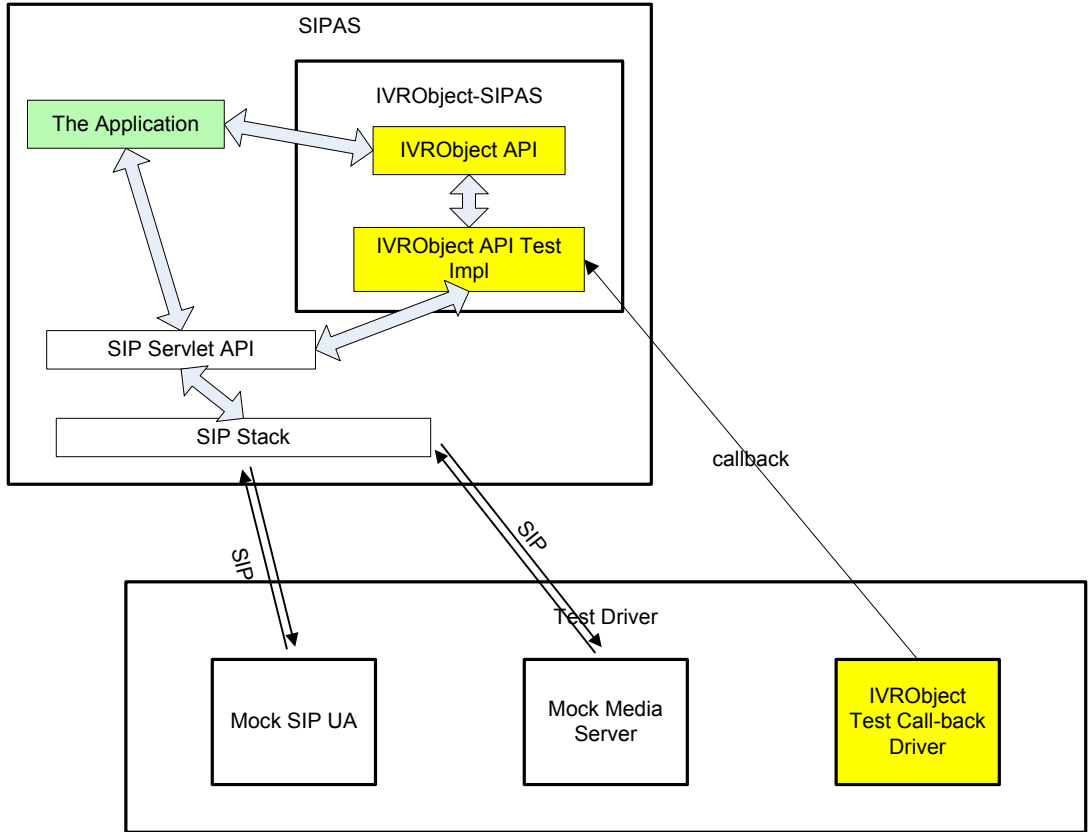 SIPAS
IVRObject-SIPAS
The Application
IVRObject API
IVRObject API Test
Impl
SIP Servlet API
SIP Stack
callback
SIP
SIP
Test Driver
Mock SIP UA
Mock Media
Server
IVRObject
Test Call-back
Driver